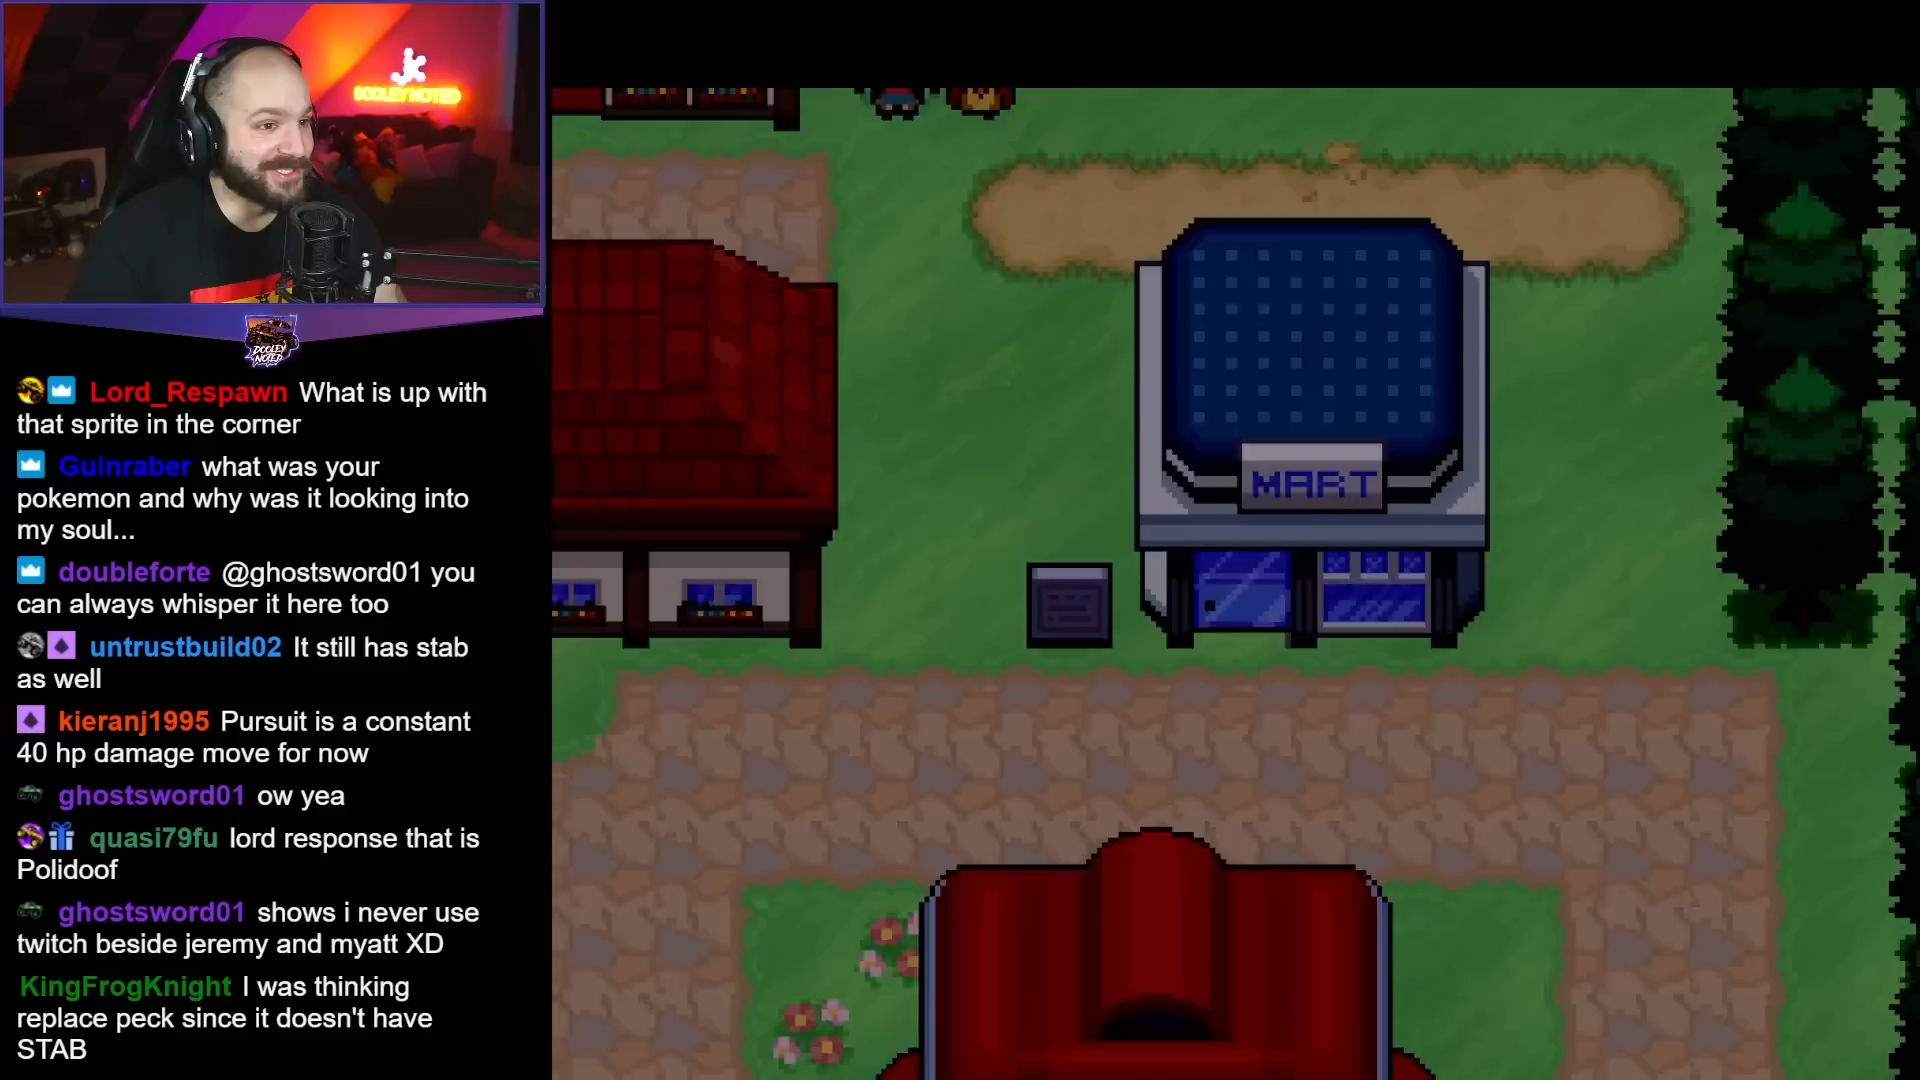 DOOLEY NOTED
DOOLEY
NOTED
Lord_Respawn What is up with
that sprite in the corner
Guinraber what was your
pokemon and why was it looking into
my soul...
doubleforte @ghostsword01 you
can always whisper it here too
untrustbuild02 It still has stab
as well
kieranj1995 Pursuit is a constant
40 hp damage move for now
ghostsword01 ow yea
quasi79fu lord response that is
Polidoof
ghostsword01 shows i never use
twitch beside jeremy and myatt XD
KingFrogKnight I was thinking
replace peck since it doesn't have
STAB
MART